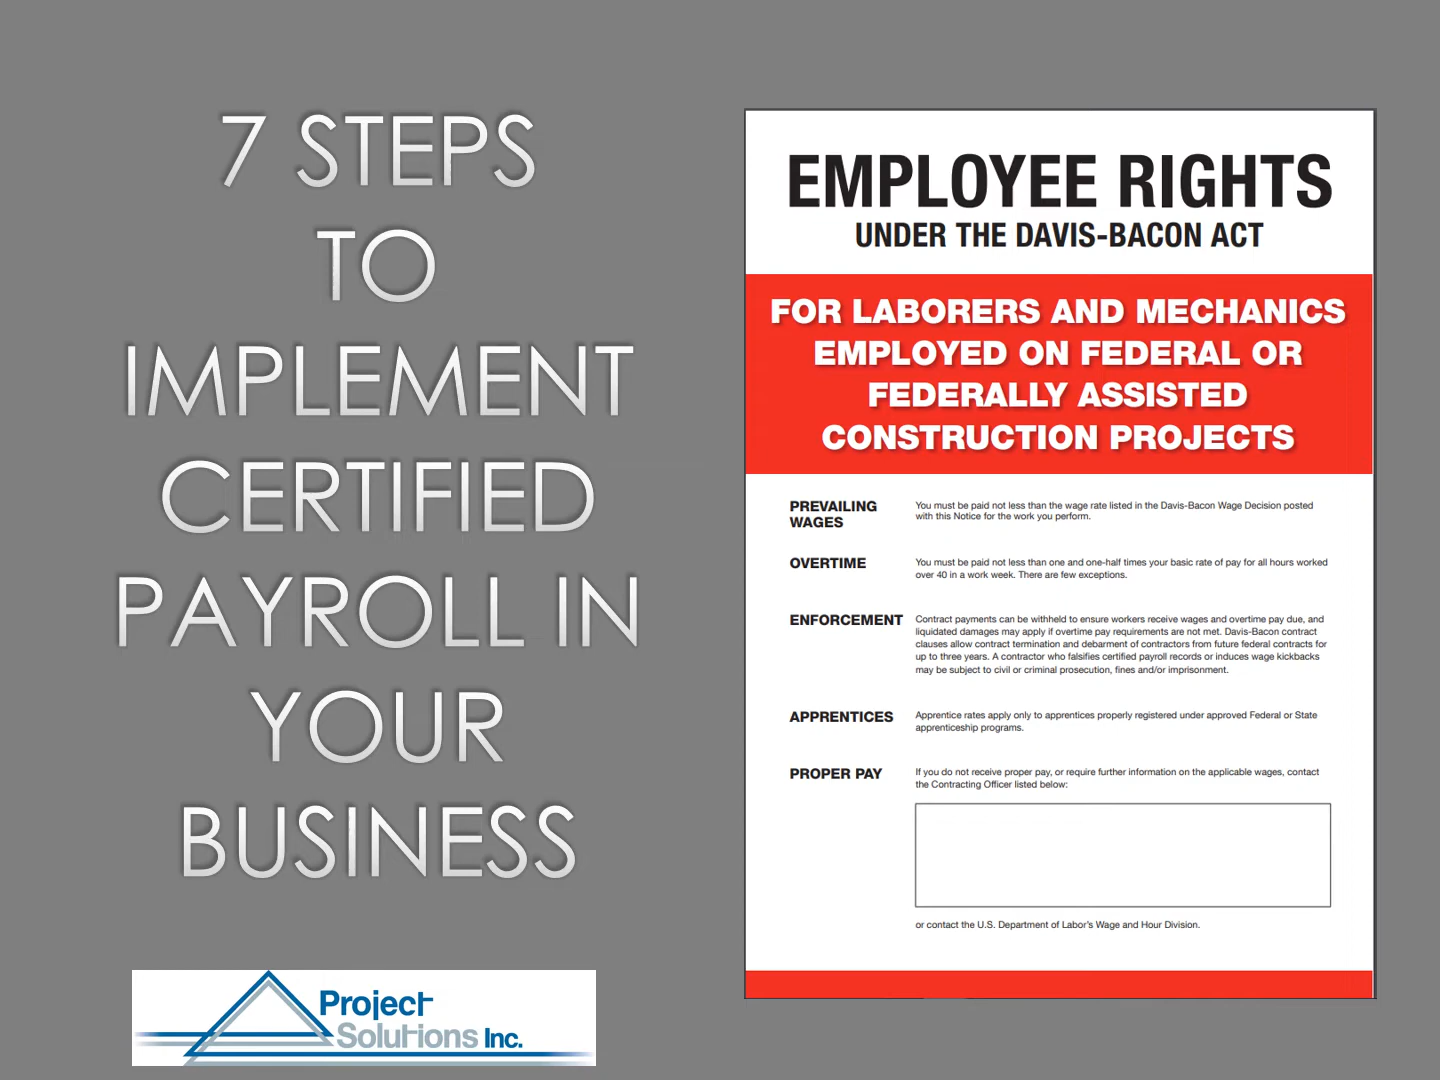 7 STEPS
TO
IMPLEMENT
CERTIFIED
PAYROLL IN
YOUR
BUSINESS
Project
Solutions Inc.
EMPLOYEE RIGHTS
UNDER THE DAVIS-BACON ACT
FOR LABORERS AND MECHANICS
EMPLOYED ON FEDERAL OR
FEDERALLY ASSISTED
CONSTRUCTION PROJECTS
PREVAILING
WAGES
You must be paid not less than the wage rate listed in the Davis-Bacon Wage Decision posted
with this Notice for the work you perform.
OVERTIME
You must be paid not less than one and one-half times your basic rate of pay for all hours worked
over 40 in a work week. There are few exceptions.
ENFORCEMENT
Contract payments can be withheld to ensure workers receive wages and overtime pay due, and
liquidated damages may apply if overtime pay requirements are not met. Davis-Bacon contract
clauses allow contract termination and debarment of contractors from future federal contracts for
up to three years. A contractor who falsifies certified payroll records or induces wage kickbacks
may be subject to civil or criminal prosecution, fines and/or imprisonment.
APPRENTICES
Apprentice rates apply only to apprentices properly registered under approved Federal or State
apprenticeship programs.
PROPER PAY
If you do not receive proper pay, or require further information on the applicable wages, contact
the Contracting Officer listed below:
or contact the U.S. Department of Labor's Wage and Hour Division.